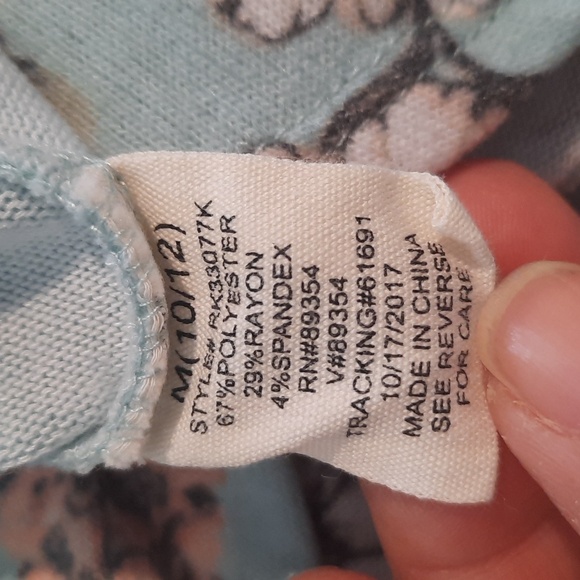 M(10/12)
STYLE# RK33077K
67%POLYESTER
29%RAYON
4%SPANDEX
RN#89354
V#89354
TRACKING#61691
10/17/2017
MADE IN CHINA
SEE REVERSE
FOR CARE